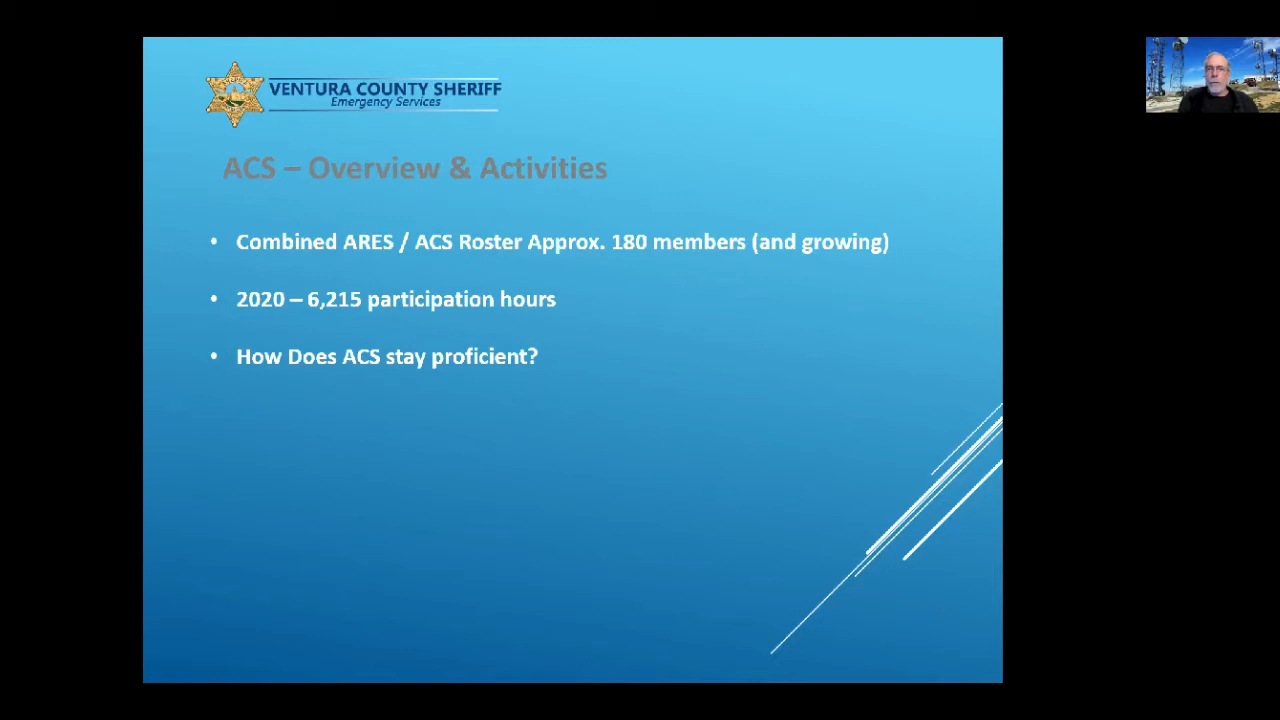 VENTURA COUNTY SHERIFF
Emergency Services
ACS – Overview & Activities
• Combined ARES / ACS Roster Approx. 180 members (and growing)
• 2020 – 6,215 participation hours
• How Does ACS stay proficient?